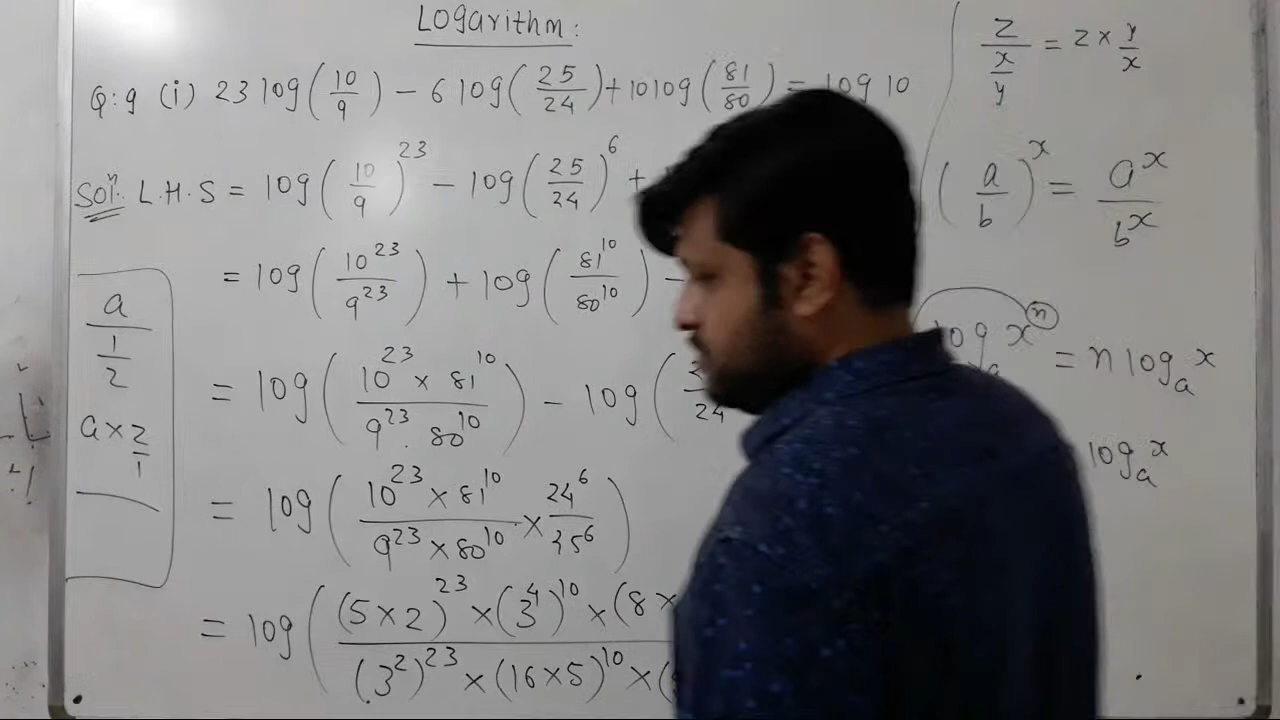 Logarithm:
Q:9 (i) 23 log(10/9) − 6 log(25/24) + 10 log(81/80) = log 10
Solⁿ: L.H.S = log(10/9)^23 − log(25/24)^6 +
= log(10^23/9^23) + log(81^10/80^10) −
= log(10^23 × 81^10 / 9^23 . 80^10) − log( 24
= log(10^23 × 81^10 / 9^23 × 80^10 × 24^6 / 25^6)
= log((5×2)^23 × (3^4)^10 × (8× / (3^2)^23 × (16×5)^10 × (
a
1/2
a × 2/1
z/(x/y) = z × y/x
(a/b)^x = a^x/b^x
log_a x^n = n log_a x
log_a x